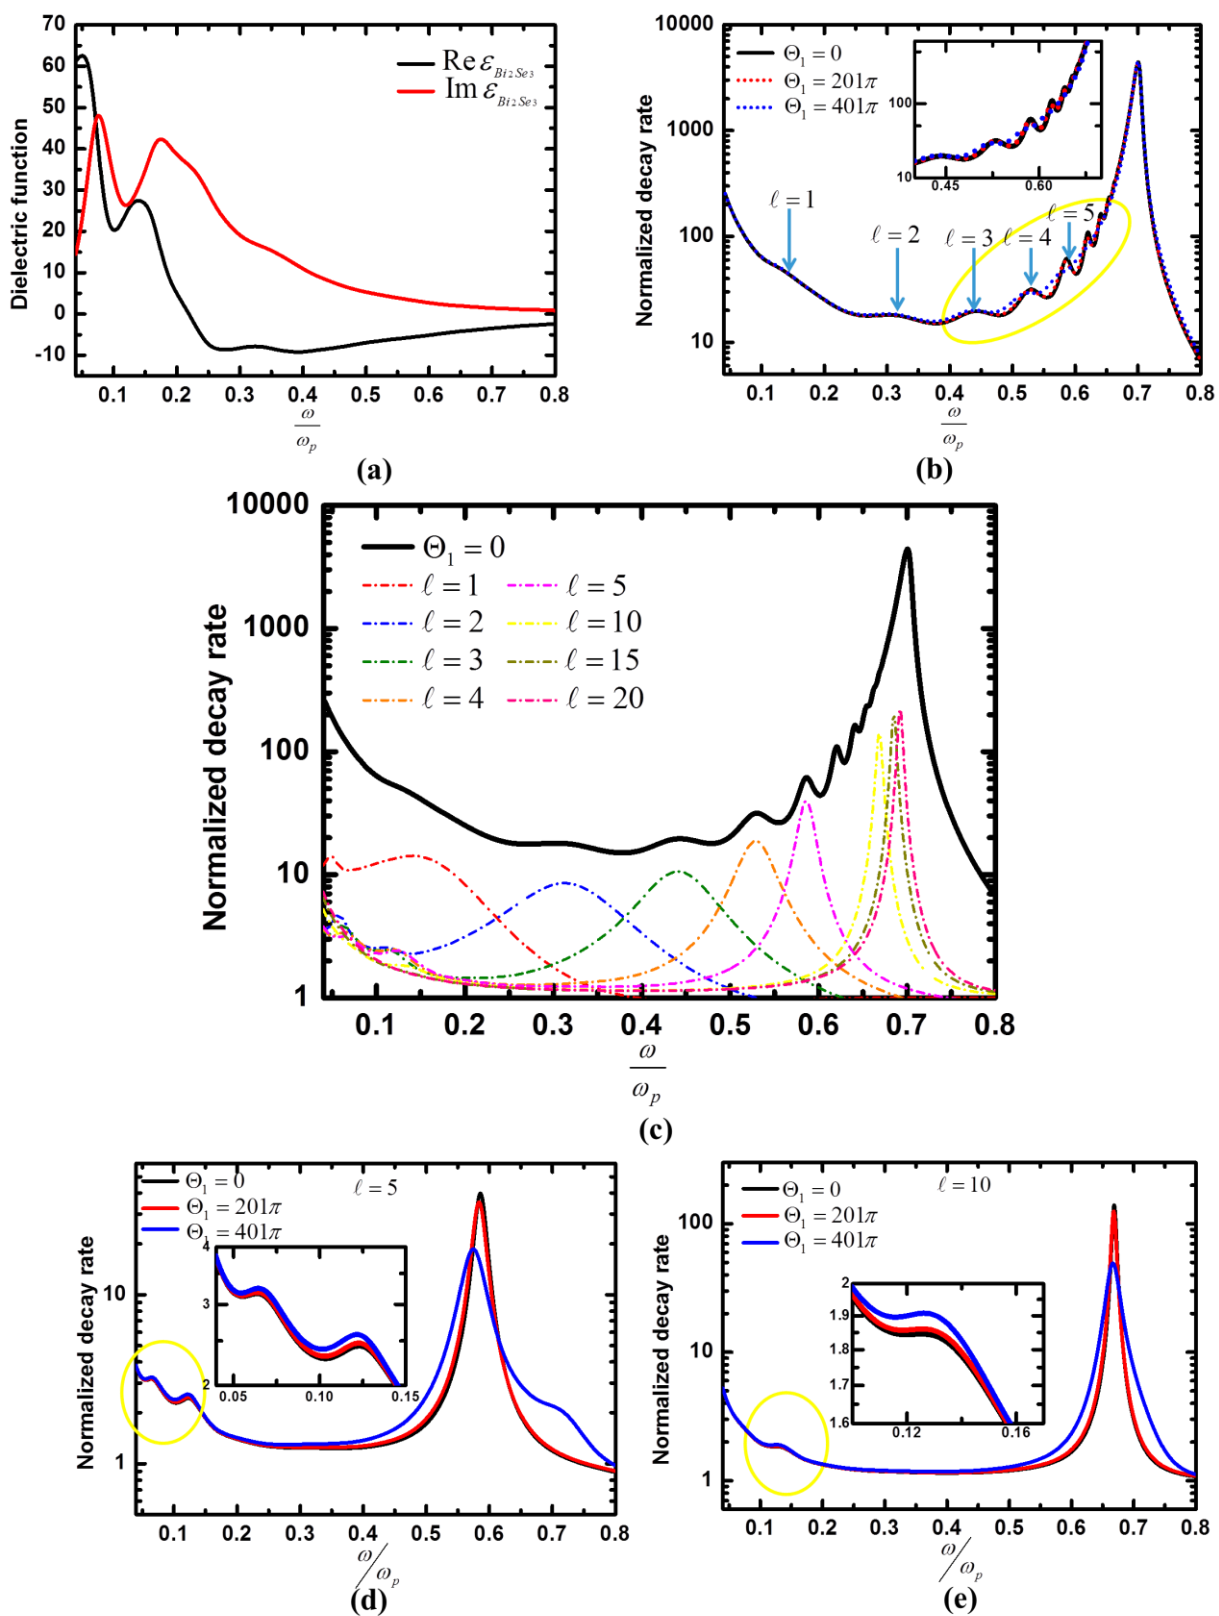 70
60
50
40
30
20
10
0
-10
Dielectric function
Re ε Bi2Se3
Im ε Bi2Se3
0.1 0.2 0.3 0.4 0.5 0.6 0.7 0.8
ω
ω_p
(a)
10000
1000
100
10
Normalized decay rate
Θ₁ = 0
Θ₁ = 201π
Θ₁ = 401π
100
10
0.45 0.60
ℓ = 1
ℓ = 2
ℓ = 3
ℓ = 4
ℓ = 5
0.1 0.2 0.3 0.4 0.5 0.6 0.7 0.8
ω
ω_p
(b)
10000
1000
100
10
1
Normalized decay rate
Θ₁ = 0
ℓ = 1 ℓ = 5
ℓ = 2 ℓ = 10
ℓ = 3 ℓ = 15
ℓ = 4 ℓ = 20
0.1 0.2 0.3 0.4 0.5 0.6 0.7 0.8
ω
ω_p
(c)
10
1
Normalized decay rate
Θ₁ = 0
Θ₁ = 201π
Θ₁ = 401π
ℓ = 5
4
3
2
0.05 0.10 0.15
0.1 0.2 0.3 0.4 0.5 0.6 0.7 0.8
ω/ω_p
(d)
100
10
1
Normalized decay rate
Θ₁ = 0
Θ₁ = 201π
Θ₁ = 401π
ℓ = 10
2
1.9
1.8
1.7
1.6
0.12 0.16
0.1 0.2 0.3 0.4 0.5 0.6 0.7 0.8
ω/ω_p
(e)